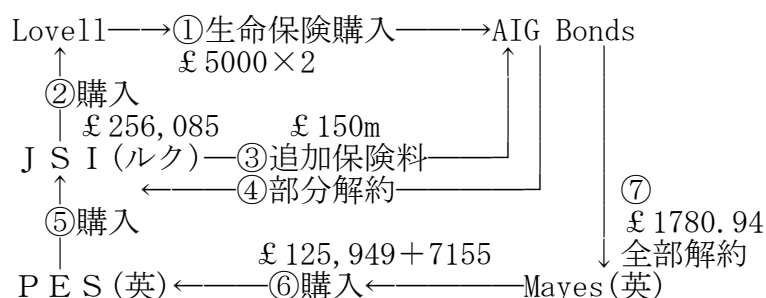 Lovell―→①生命保険購入――→AIG Bonds
£5000×2
②購入
£256,085 £150m
ＪＳＩ(ルク)―③追加保険料―
←――④部分解約――
⑦
⑤購入
£1780.94
£125,949＋7155 全部解約
ＰＥＳ(英)←――⑥購入←―――Mayes(英)